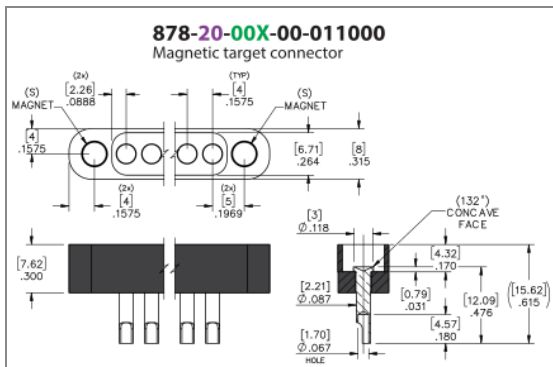 878-20-00X-00-011000
Magnetic target connector
(S)
MAGNET
(2x)
[2.26]
.0888
(TYP)
[4]
.1575
(S)
MAGNET
[4]
.1575
[6.71]
.264
[8]
.315
(2x)
[4]
.1575
(2x)
[5]
.1969
[7.62]
.300
[3]
Ø.118
(132°)
CONCAVE
FACE
[4.32]
.170
[0.79]
.031
[12.09]
.476
[15.62]
.615
[2.21]
Ø.087
[4.57]
.180
[1.70]
Ø.067
HOLE